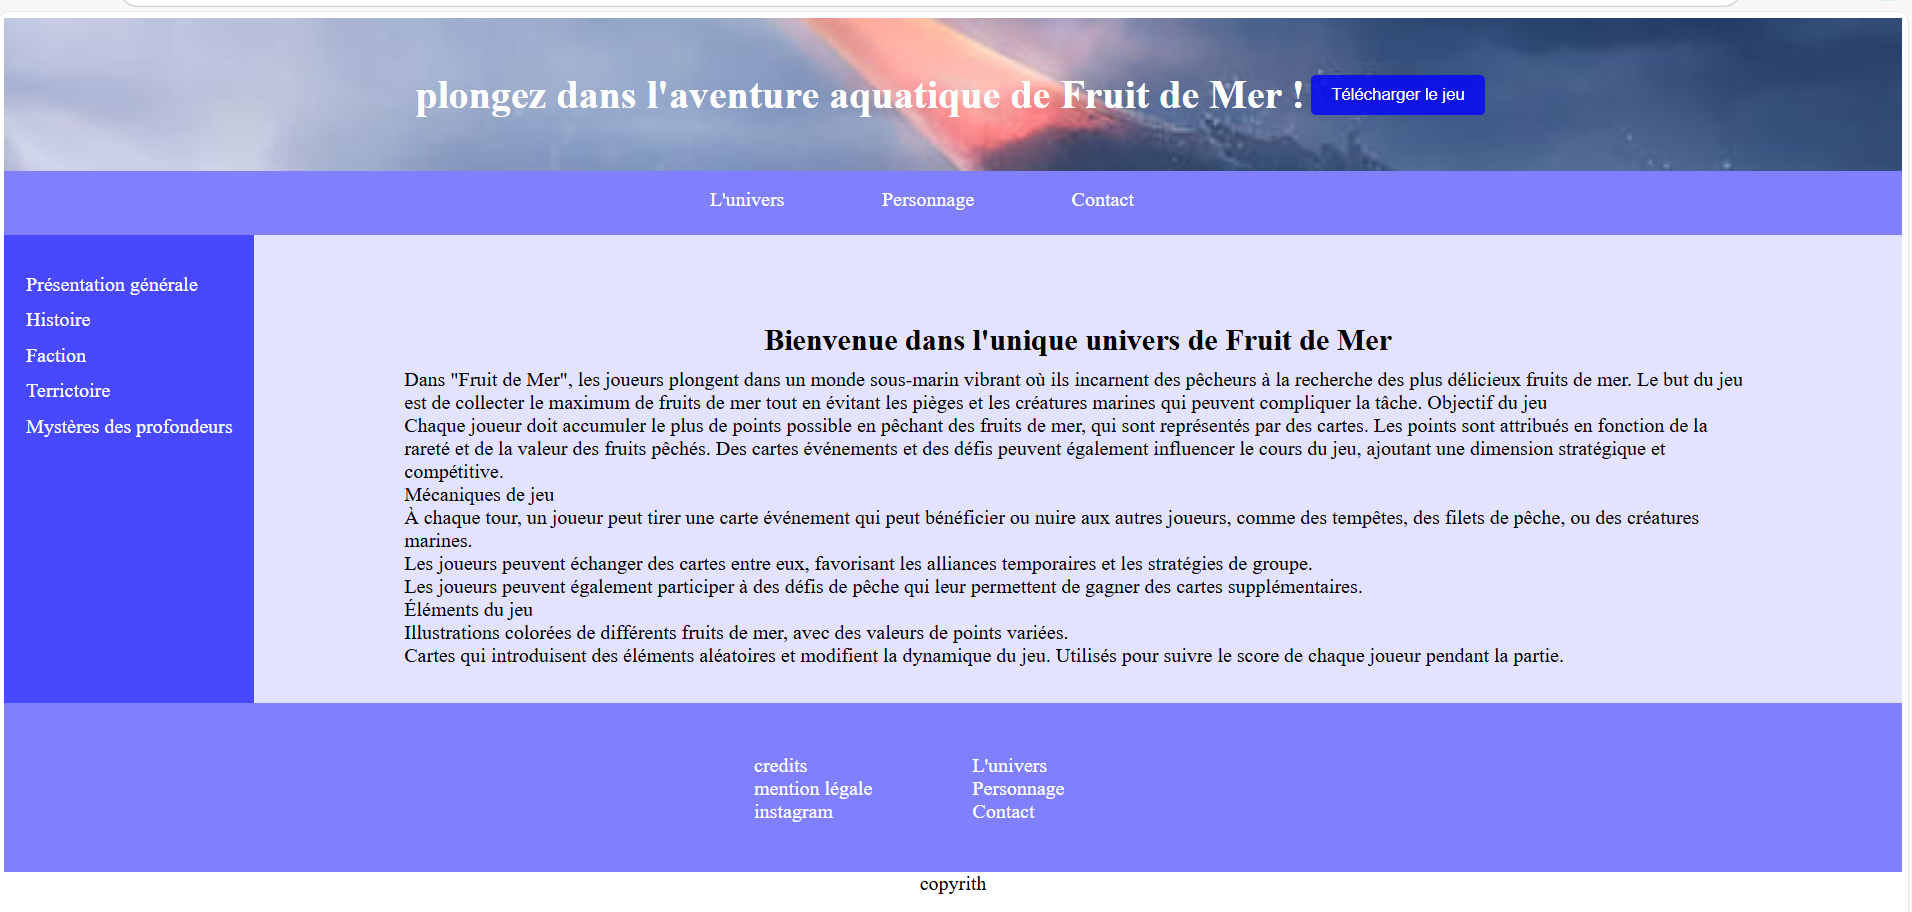 plongez dans l'aventure aquatique de Fruit de Mer !
Télécharger le jeu
L'univers
Personnage
Contact
Présentation générale
Histoire
Faction
Terrictoire
Mystères des profondeurs
Bienvenue dans l'unique univers de Fruit de Mer
Dans "Fruit de Mer", les joueurs plongent dans un monde sous-marin vibrant où ils incarnent des pêcheurs à la recherche des plus délicieux fruits de mer. Le but du jeu
est de collecter le maximum de fruits de mer tout en évitant les pièges et les créatures marines qui peuvent compliquer la tâche. Objectif du jeu
Chaque joueur doit accumuler le plus de points possible en pêchant des fruits de mer, qui sont représentés par des cartes. Les points sont attribués en fonction de la
rareté et de la valeur des fruits pêchés. Des cartes événements et des défis peuvent également influencer le cours du jeu, ajoutant une dimension stratégique et
compétitive.
Mécaniques de jeu
À chaque tour, un joueur peut tirer une carte événement qui peut bénéficier ou nuire aux autres joueurs, comme des tempêtes, des filets de pêche, ou des créatures
marines.
Les joueurs peuvent échanger des cartes entre eux, favorisant les alliances temporaires et les stratégies de groupe.
Les joueurs peuvent également participer à des défis de pêche qui leur permettent de gagner des cartes supplémentaires.
Éléments du jeu
Illustrations colorées de différents fruits de mer, avec des valeurs de points variées.
Cartes qui introduisent des éléments aléatoires et modifient la dynamique du jeu. Utilisés pour suivre le score de chaque joueur pendant la partie.
credits
mention légale
instagram
L'univers
Personnage
Contact
copyrith